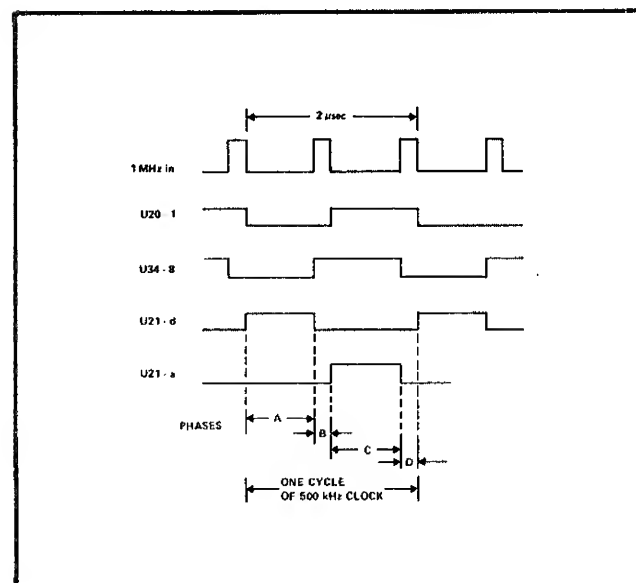 2 μsec
1 MHz in
U20 - 1
U34 - 8
U21 - d
U21 - a
PHASES
A
B
C
D
ONE CYCLE
OF 500 kHz CLOCK